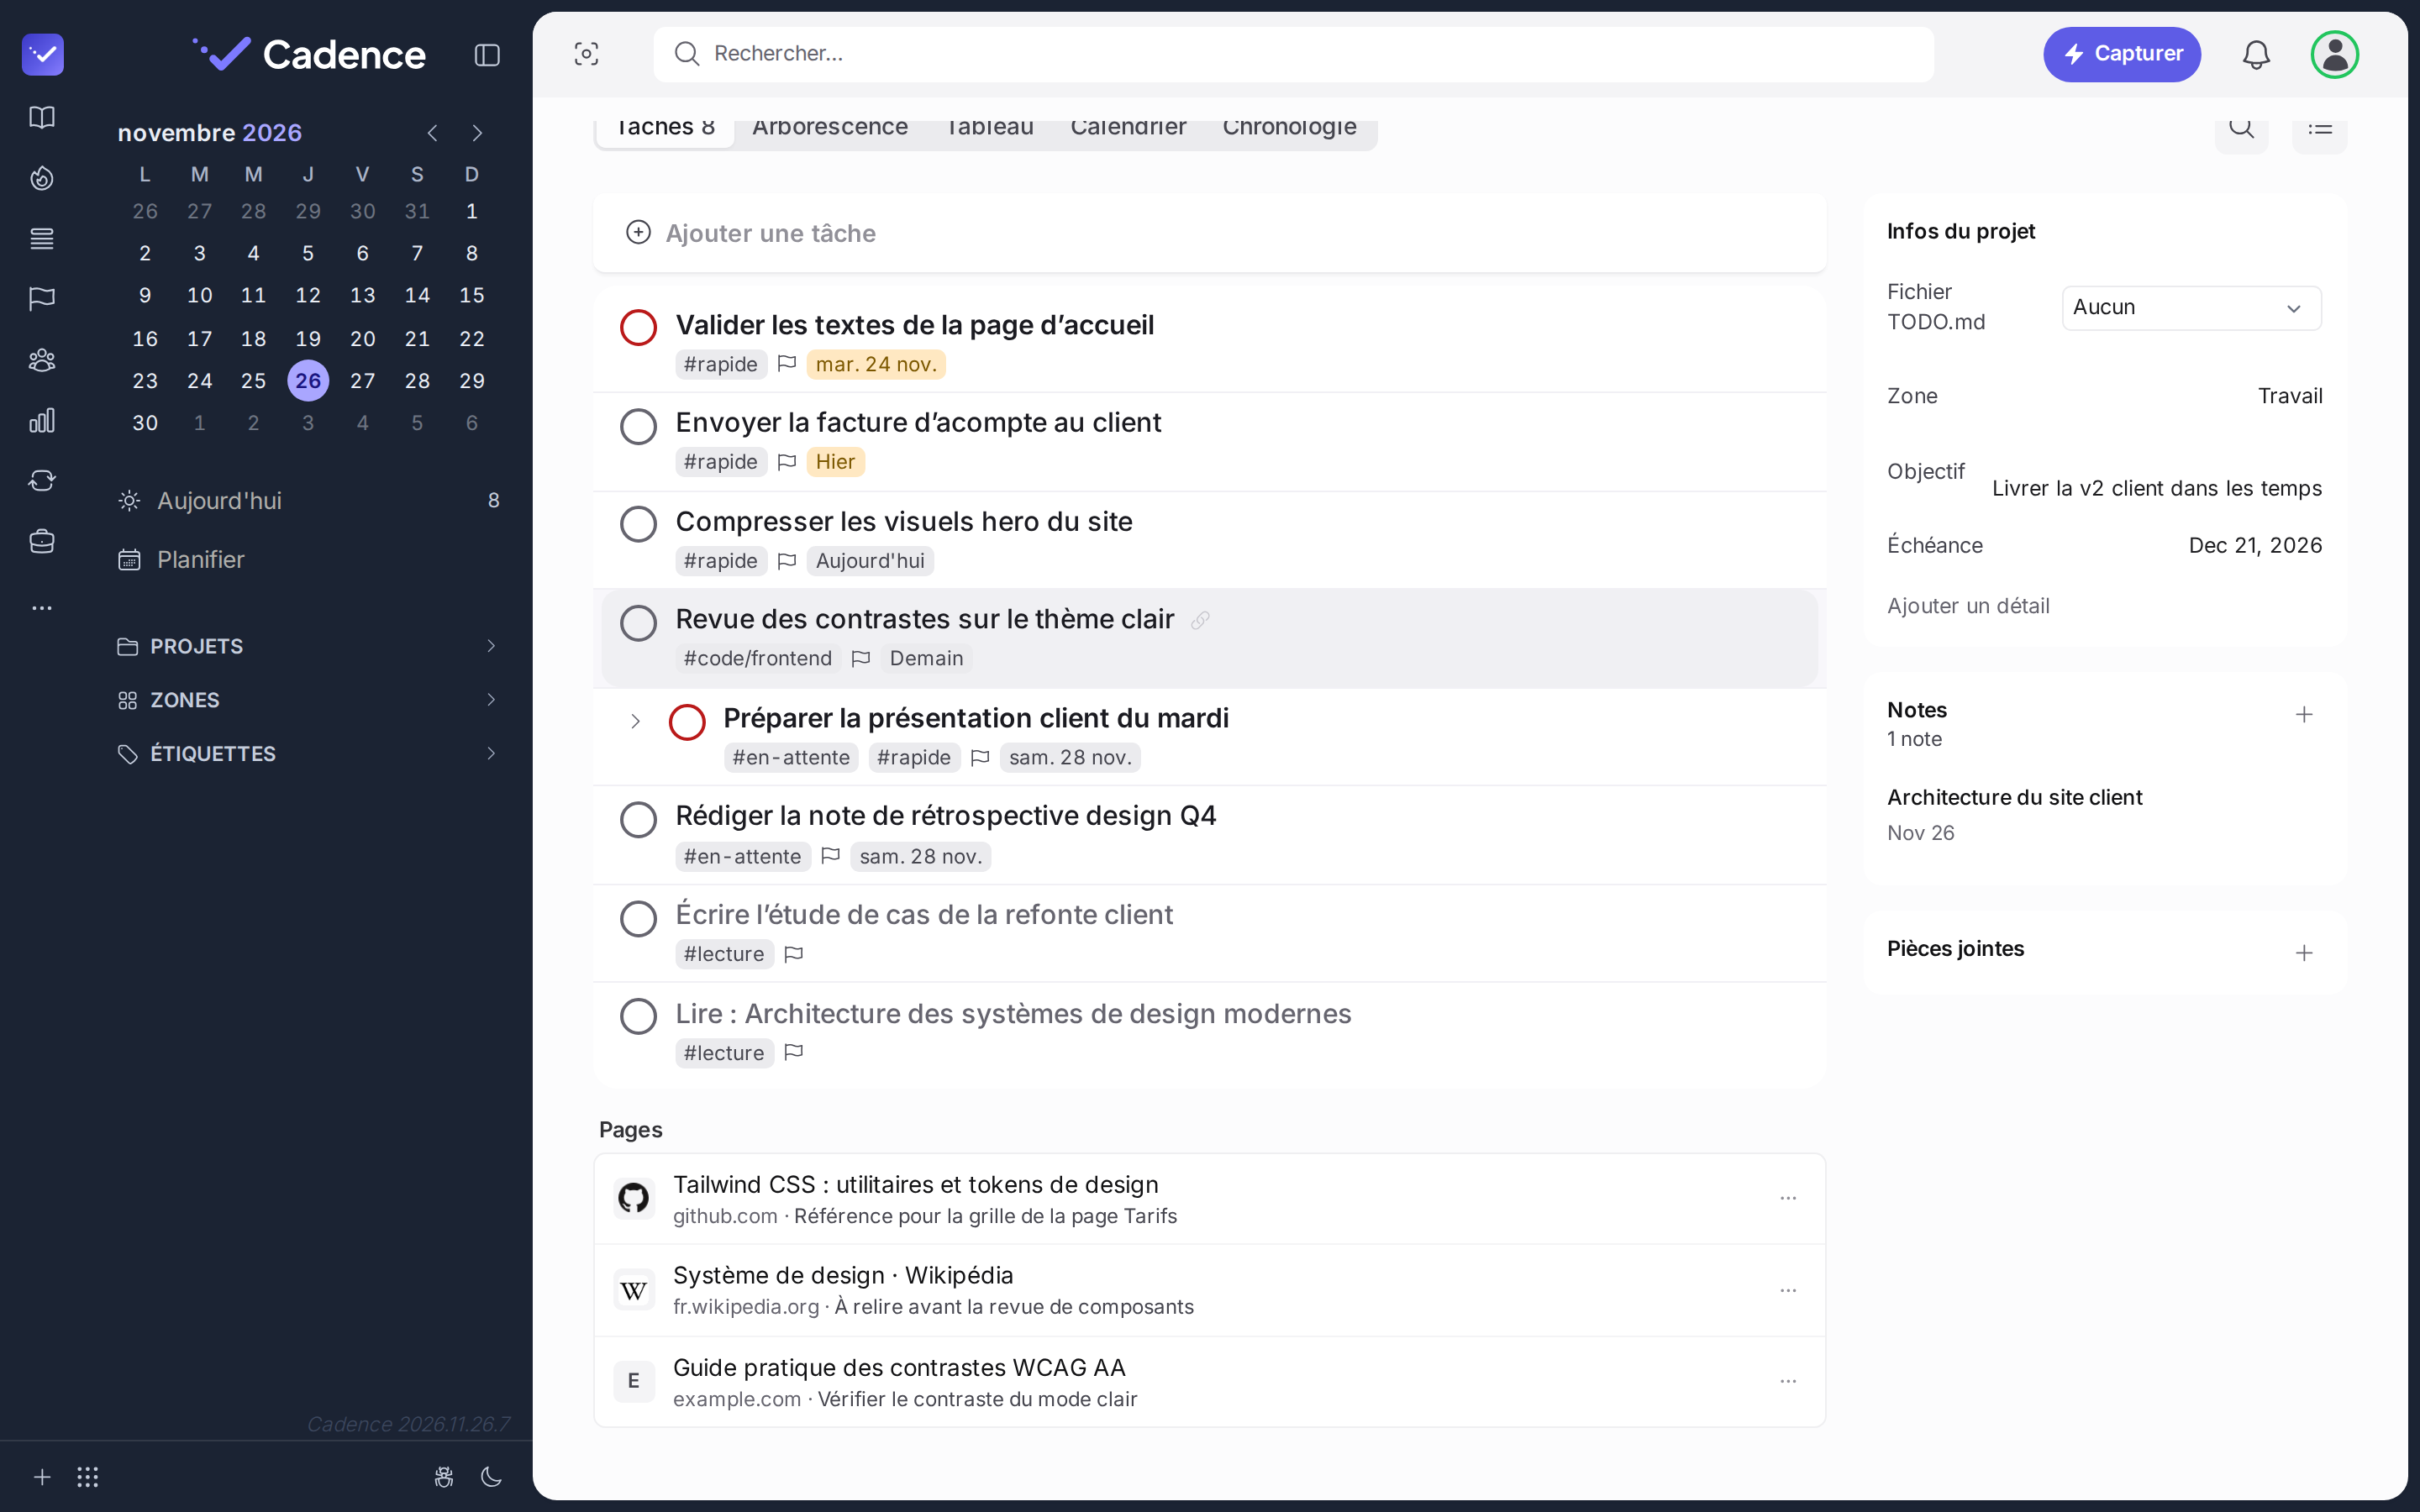 Cadence
novembre 2026
L M M J V S D
26 27 28 29 30 31 1
2 3 4 5 6 7 8
9 10 11 12 13 14 15
16 17 18 19 20 21 22
23 24 25 26 27 28 29
30 1 2 3 4 5 6
Aujourd'hui 8
Planifier
PROJETS
ZONES
ÉTIQUETTES
Cadence 2026.11.26.7
Rechercher...
Capturer
Tâches 8 Arborescence Tableau Calendrier Chronologie
Ajouter une tâche
Valider les textes de la page d’accueil
#rapide mar. 24 nov.
Envoyer la facture d’acompte au client
#rapide Hier
Compresser les visuels hero du site
#rapide Aujourd'hui
Revue des contrastes sur le thème clair
#code/frontend Demain
Préparer la présentation client du mardi
#en-attente #rapide sam. 28 nov.
Rédiger la note de rétrospective design Q4
#en-attente sam. 28 nov.
Écrire l’étude de cas de la refonte client
#lecture
Lire : Architecture des systèmes de design modernes
#lecture
Pages
Tailwind CSS : utilitaires et tokens de design
github.com · Référence pour la grille de la page Tarifs
W
Système de design · Wikipédia
fr.wikipedia.org · À relire avant la revue de composants
E
Guide pratique des contrastes WCAG AA
example.com · Vérifier le contraste du mode clair
Infos du projet
Fichier
TODO.md
Aucun
Zone Travail
Objectif
Livrer la v2 client dans les temps
Échéance Dec 21, 2026
Ajouter un détail
Notes
1 note
Architecture du site client
Nov 26
Pièces jointes